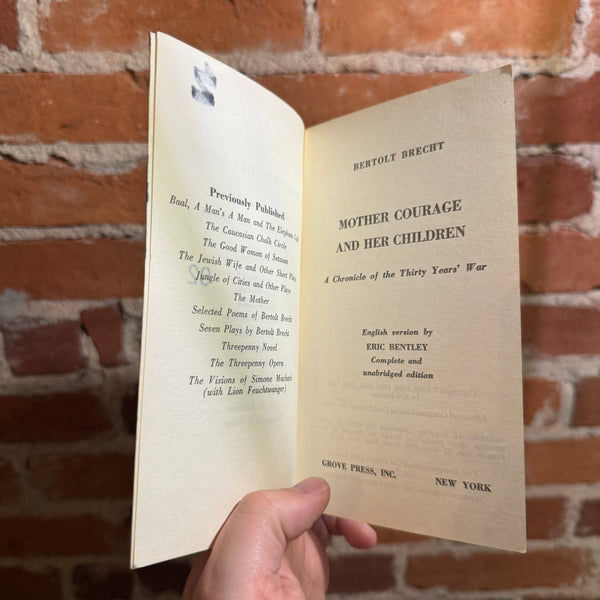 Previously Published
Baal, A Man's A Man and The Elephant Calf
The Caucasian Chalk Circle
The Good Woman of Setzuan
The Jewish Wife and Other Short Plays
Jungle of Cities and Other Plays
The Mother
Selected Poems of Bertolt Brecht
Seven Plays by Bertolt Brecht
Threepenny Novel
The Threepenny Opera
The Visions of Simone Machard
(with Lion Feuchtwanger)
BERTOLT BRECHT
MOTHER COURAGE
AND HER CHILDREN
A Chronicle of the Thirty Years' War
English version by
ERIC BENTLEY
Complete and
unabridged edition
GROVE PRESS, INC. NEW YORK